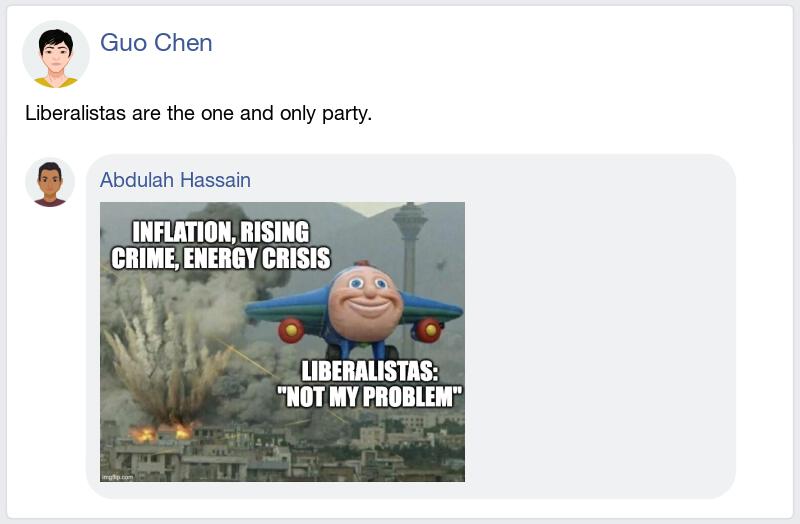 Guo Chen
Liberalistas are the one and only party.
Abdulah Hassain
INFLATION, RISING
CRIME, ENERGY CRISIS
LIBERALISTAS:
"NOT MY PROBLEM"
imgflip.com